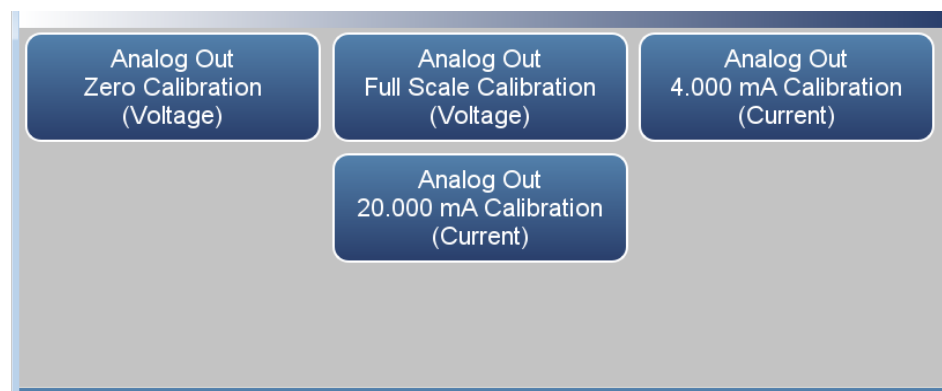 Analog Out
Zero Calibration
(Voltage)
Analog Out
Full Scale Calibration
(Voltage)
Analog Out
4.000 mA Calibration
(Current)
Analog Out
20.000 mA Calibration
(Current)